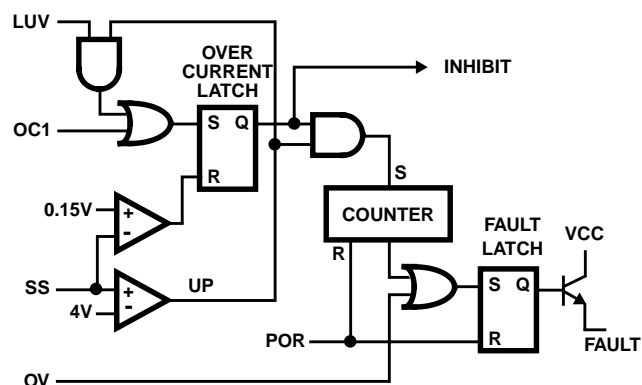 LUV
OVER
CURRENT
LATCH
INHIBIT
S Q
OC1
R
S
0.15V
+
-
COUNTER
FAULT
LATCH
VCC
R
SS
+
-
4V
UP
S Q
POR
R
FAULT
OV